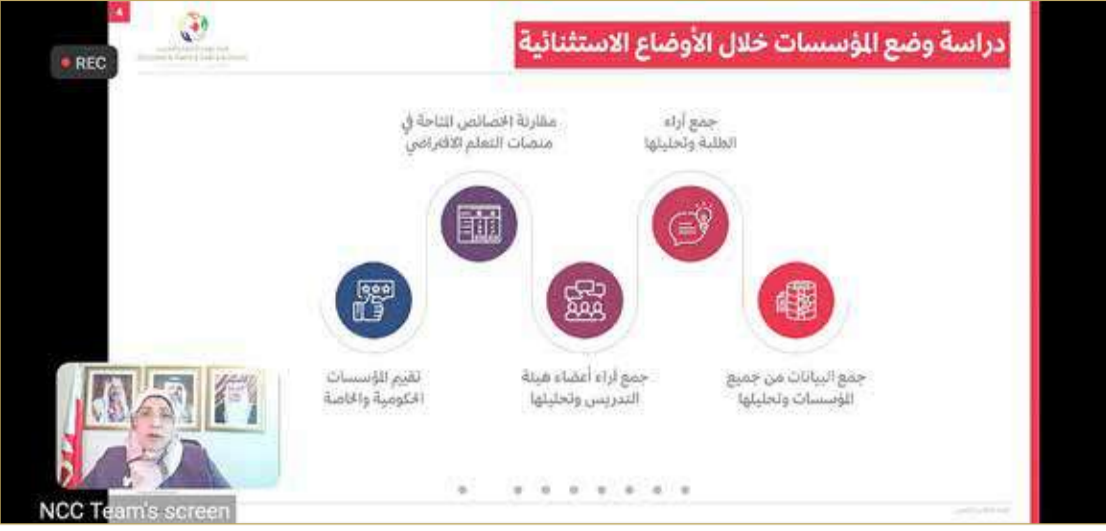 4
دراسة وضع المؤسسات خلال الأوضاع الاستثنائية
REC
جمع آراء
الطلبة وتحليلها
مقارنة الخصائص المتاحة في
منصات التعلم الافتراضي
جمع البيانات من جميع
المؤسسات وتحليلها
جمع آراء أعضاء هيئة
التدريس وتحليلها
تقييم المؤسسات
الحكومية والخاصة
NCC Team's screen